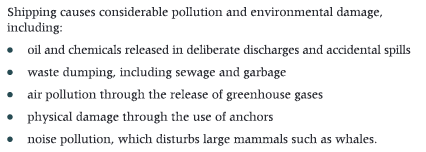 Shipping causes considerable pollution and environmental damage,
including:
• oil and chemicals released in deliberate discharges and accidental spills
• waste dumping, including sewage and garbage
• air pollution through the release of greenhouse gases
• physical damage through the use of anchors
• noise pollution, which disturbs large mammals such as whales.